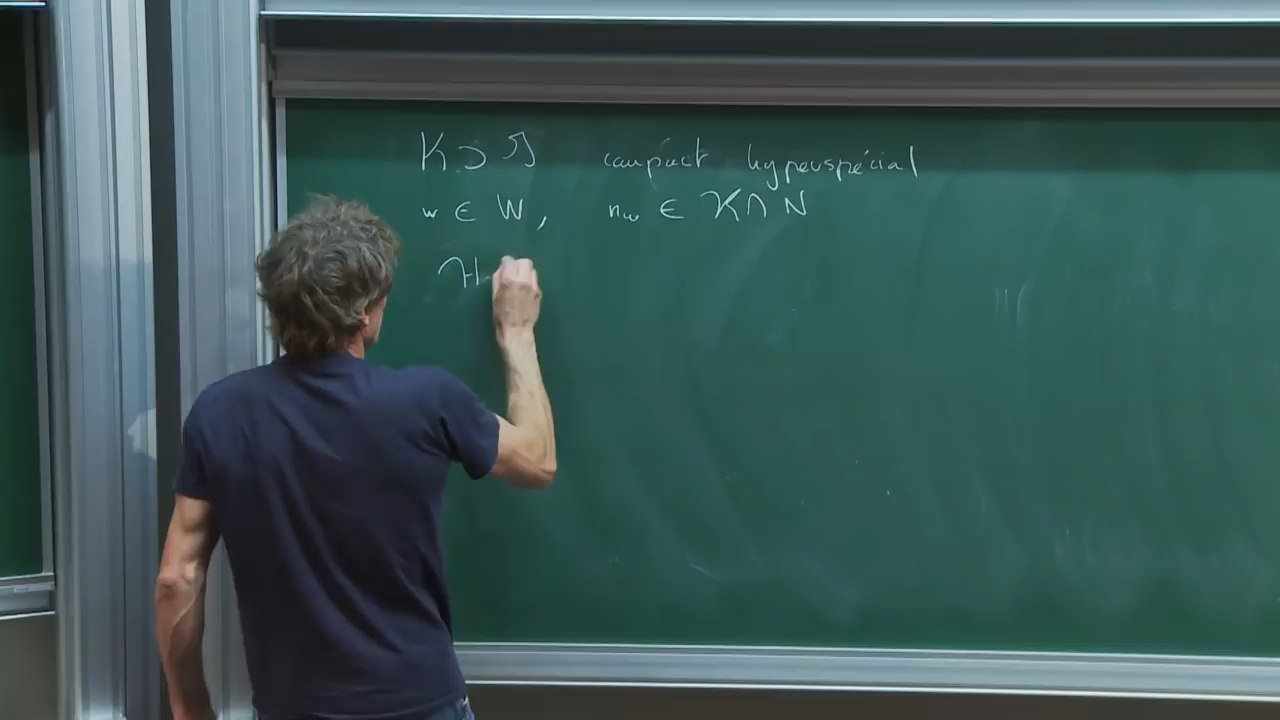 K ⊃ ℑ compact hyperspécial
w ∈ W, n_w ∈ K ∩ N
H